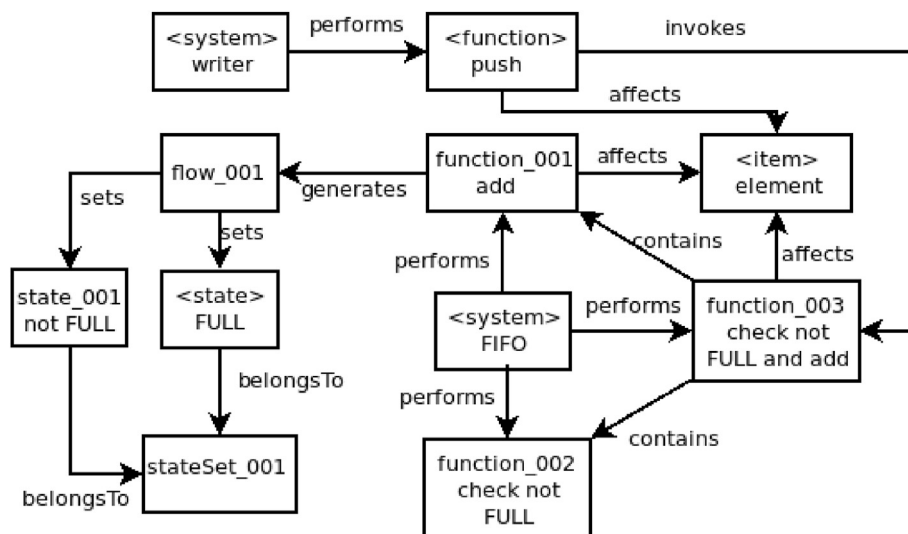 <system>
writer
performs
<function>
push
invokes
affects
flow_001
generates
function_001
add
affects
<item>
element
sets
sets
performs
contains
affects
state_001
not FULL
<state>
FULL
<system>
FIFO
performs
function_003
check not
FULL and add
belongsTo
performs
contains
stateSet_001
belongsTo
function_002
check not
FULL